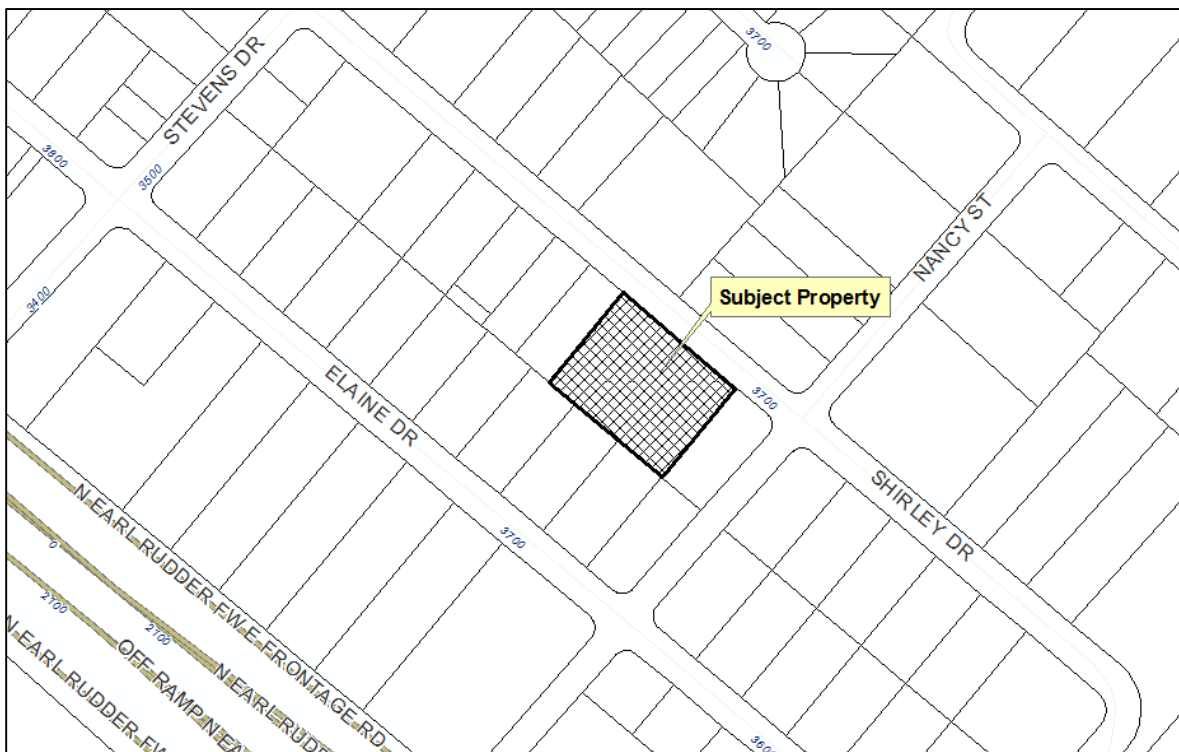 3700
STEVENS DR
3800
3500
NANCY ST
3400
Subject Property
ELAINE DR
3700
SHIRLEY DR
N EARL RUDDER FW E FRONTAGE RD
3700
0
2100
2100
OFF RAMP N EA
N EARL RUDDE
N EARL RUDDER FW
3600